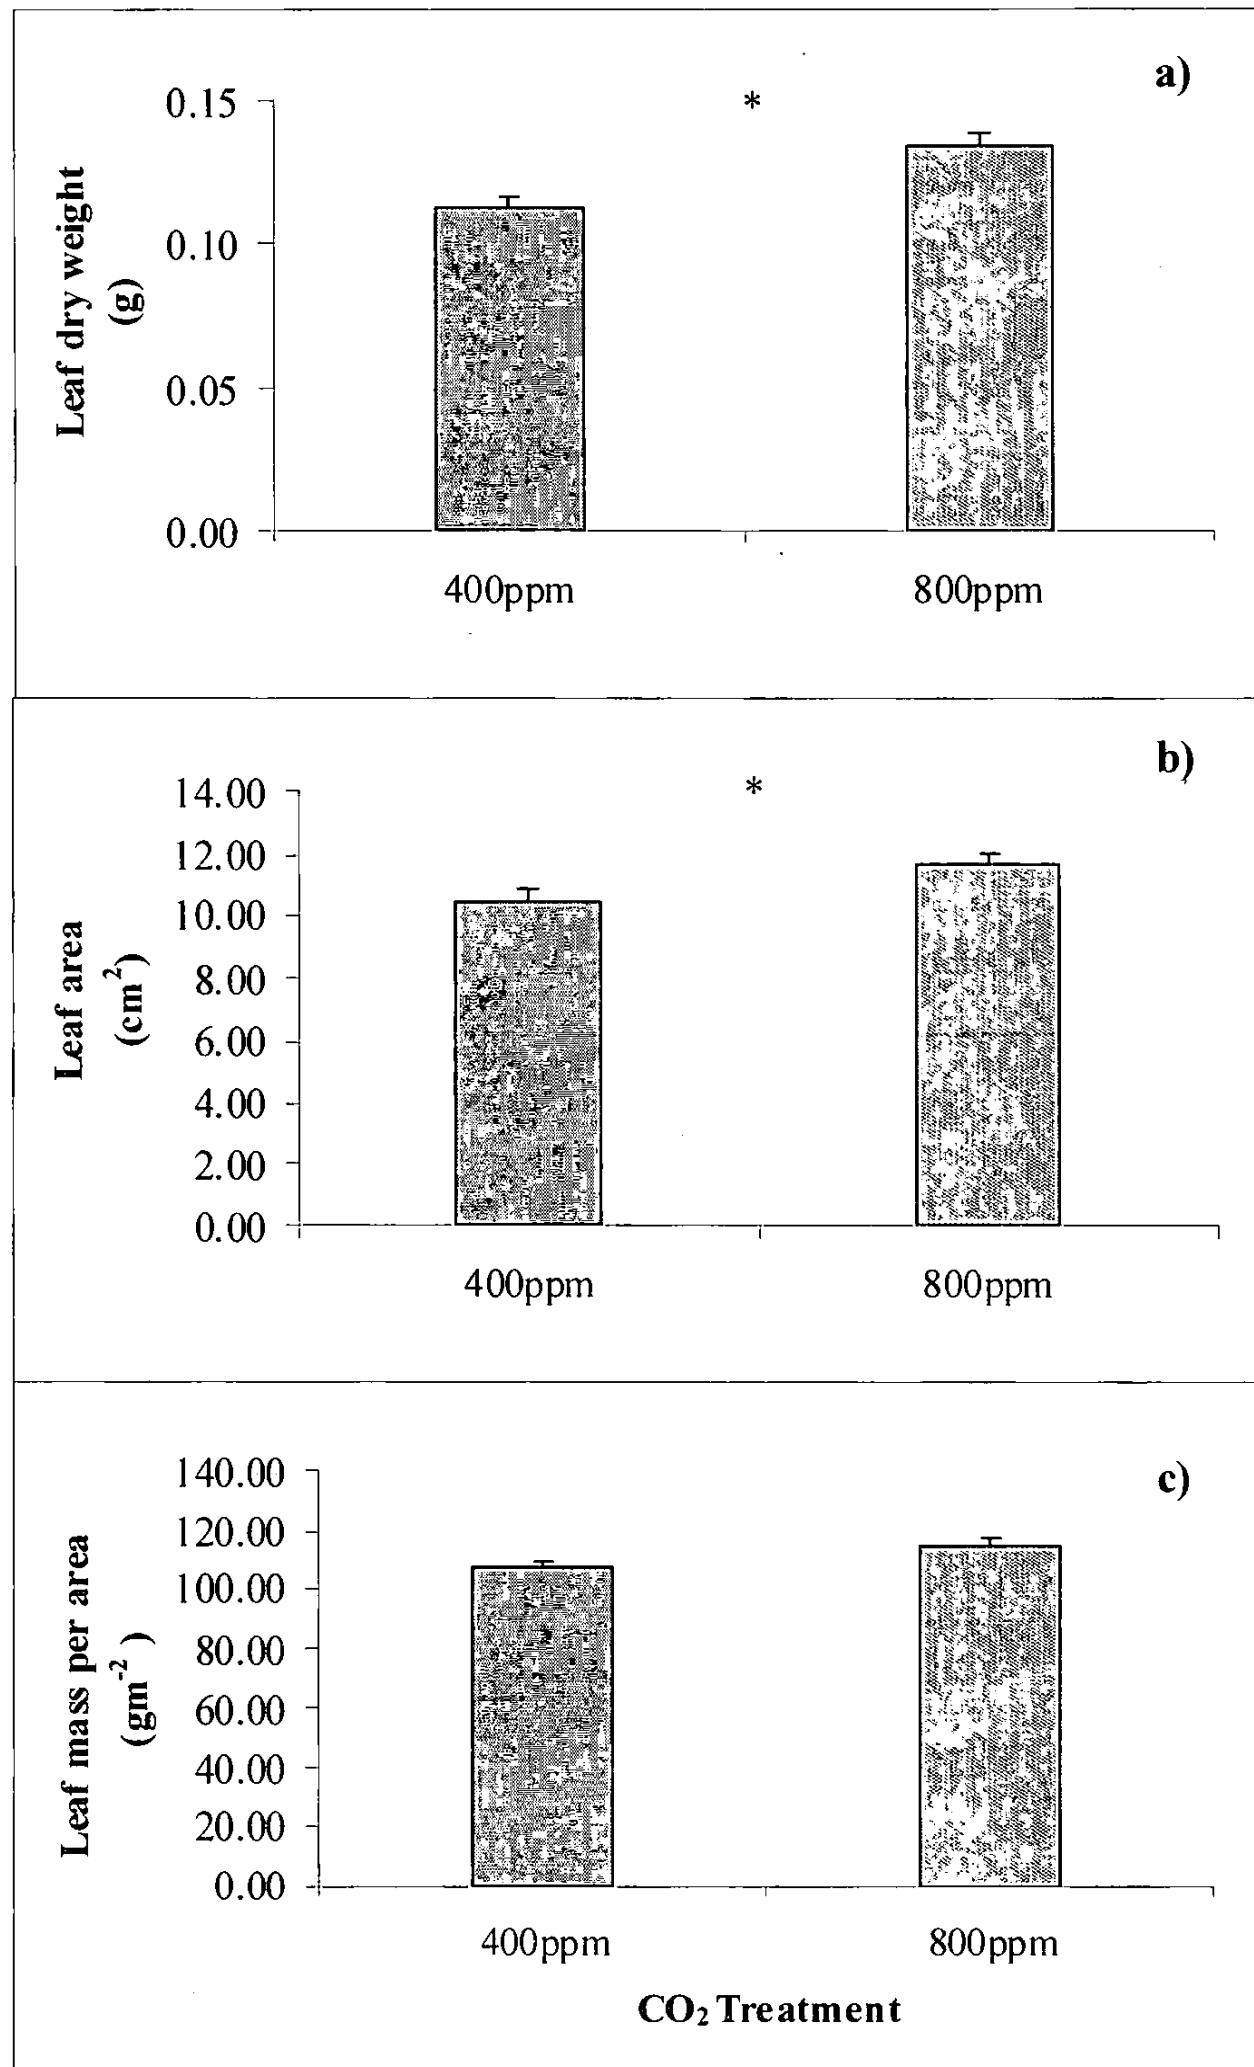 a)
*
0.15
0.10
0.05
0.00
Leaf dry weight
(g)
400ppm 800ppm
b)
*
14.00
12.00
10.00
8.00
6.00
4.00
2.00
0.00
Leaf area
(cm²)
400ppm 800ppm
c)
140.00
120.00
100.00
80.00
60.00
40.00
20.00
0.00
Leaf mass per area
(gm⁻²)
400ppm 800ppm
CO₂ Treatment